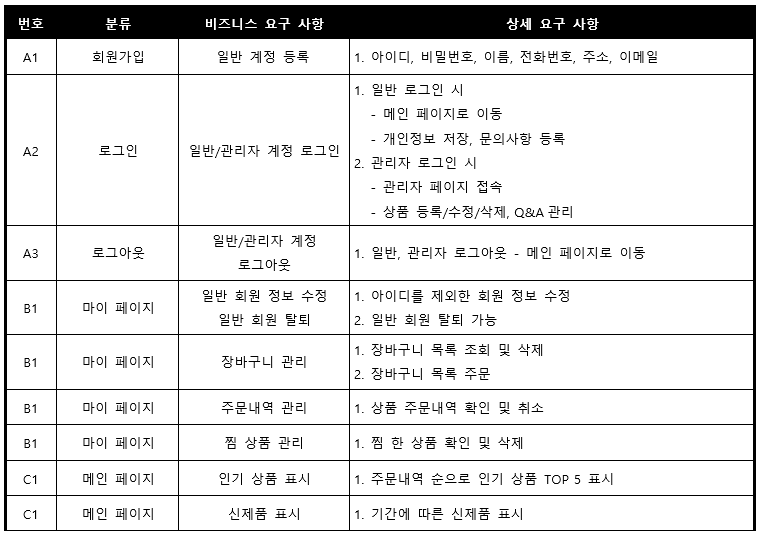 번호 분류 비즈니스 요구 사항 상세 요구 사항
A1 회원가입 일반 계정 등록 1. 아이디, 비밀번호, 이름, 전화번호, 주소, 이메일
A2 로그인 일반/관리자 계정 로그인
1. 일반 로그인 시
- 메인 페이지로 이동
- 개인정보 저장, 문의사항 등록
2. 관리자 로그인 시
- 관리자 페이지 접속
- 상품 등록/수정/삭제, Q&A 관리
A3 로그아웃 일반/관리자 계정
로그아웃
1. 일반, 관리자 로그아웃 - 메인 페이지로 이동
B1 마이 페이지 일반 회원 정보 수정
일반 회원 탈퇴
1. 아이디를 제외한 회원 정보 수정
2. 일반 회원 탈퇴 가능
B1 마이 페이지 장바구니 관리
1. 장바구니 목록 조회 및 삭제
2. 장바구니 목록 주문
B1 마이 페이지 주문내역 관리 1. 상품 주문내역 확인 및 취소
B1 마이 페이지 찜 상품 관리 1. 찜 한 상품 확인 및 삭제
C1 메인 페이지 인기 상품 표시 1. 주문내역 순으로 인기 상품 TOP 5 표시
C1 메인 페이지 신제품 표시 1. 기간에 따른 신제품 표시